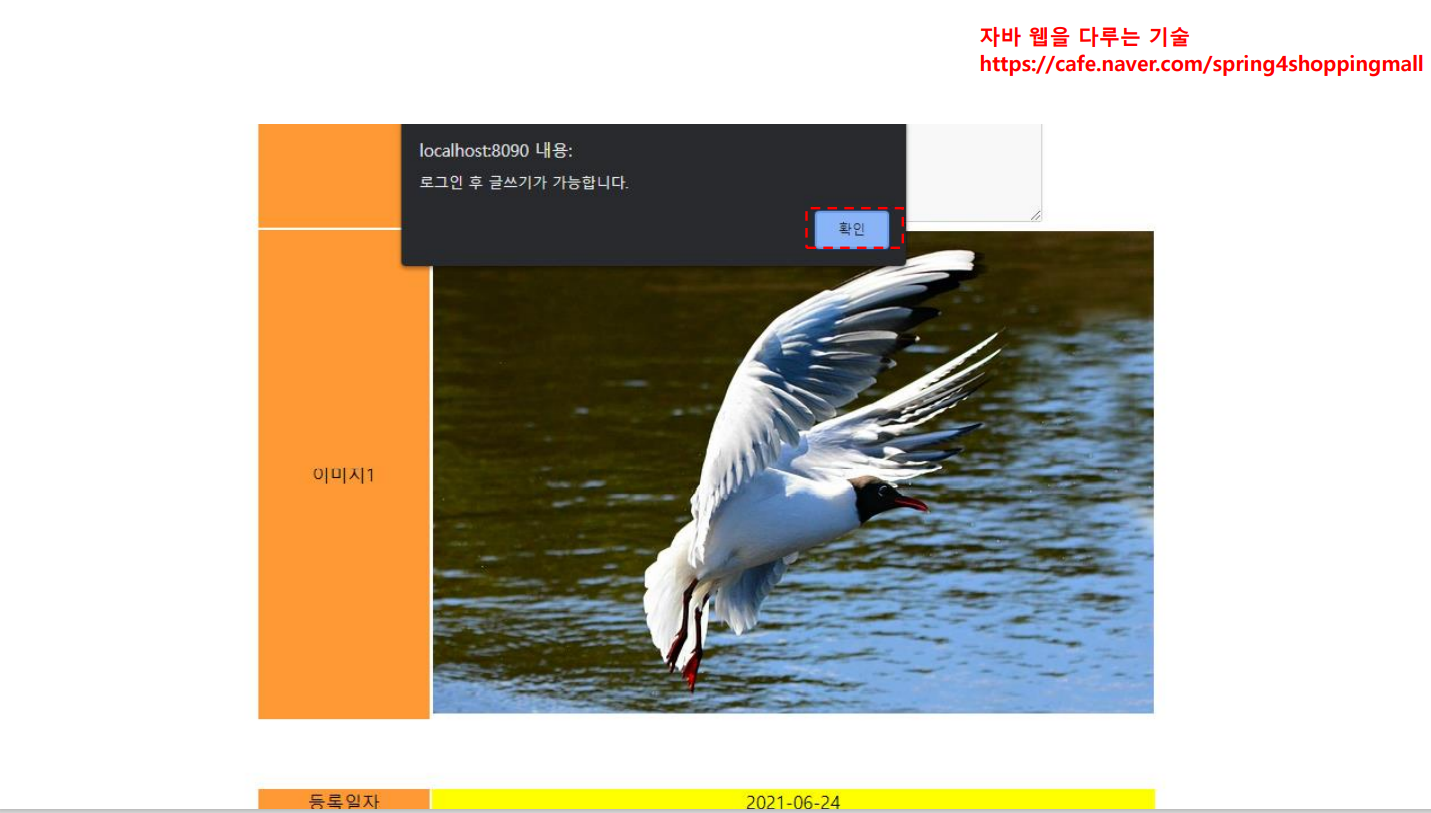 자바 웹을 다루는 기술
https://cafe.naver.com/spring4shoppingmall
localhost:8090 내용:
로그인 후 글쓰기가 가능합니다.
확인
이미지1
등록일자
2021-06-24